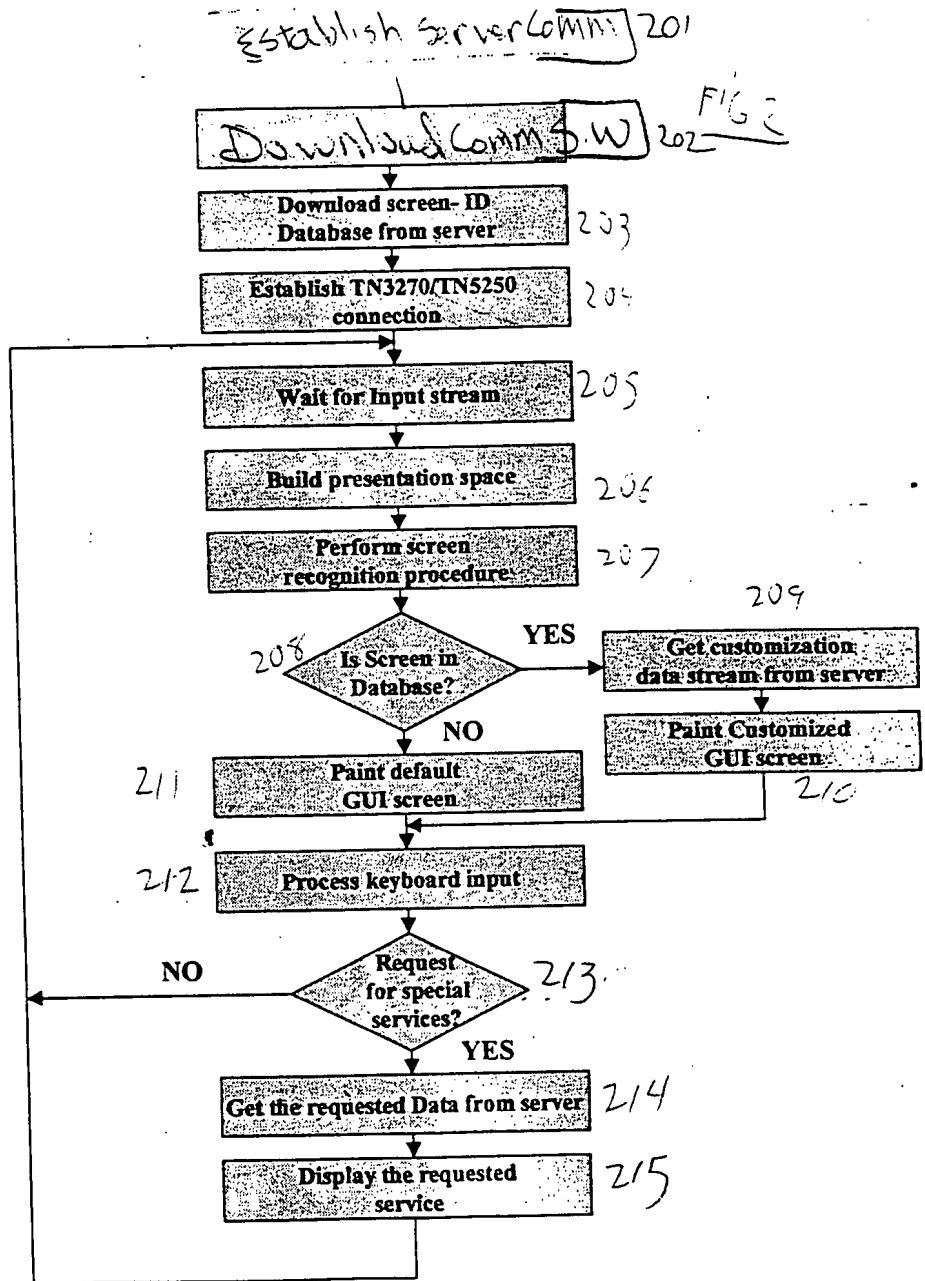 Establish Server Comm 201
FIG 2
Download Comm S.W 202
Download screen- ID
Database from server
203
Establish TN3270/TN5250
connection
204
Wait for Input stream
205
Build presentation space
206
Perform screen
recognition procedure
207
208
Is Screen in
Database?
YES
209
Get customization
data stream from server
Paint Customized
GUI screen
210
NO
211
Paint default
GUI screen
212
Process keyboard input
NO
Request
for special
services?
213
YES
Get the requested Data from server
214
Display the requested
service
215